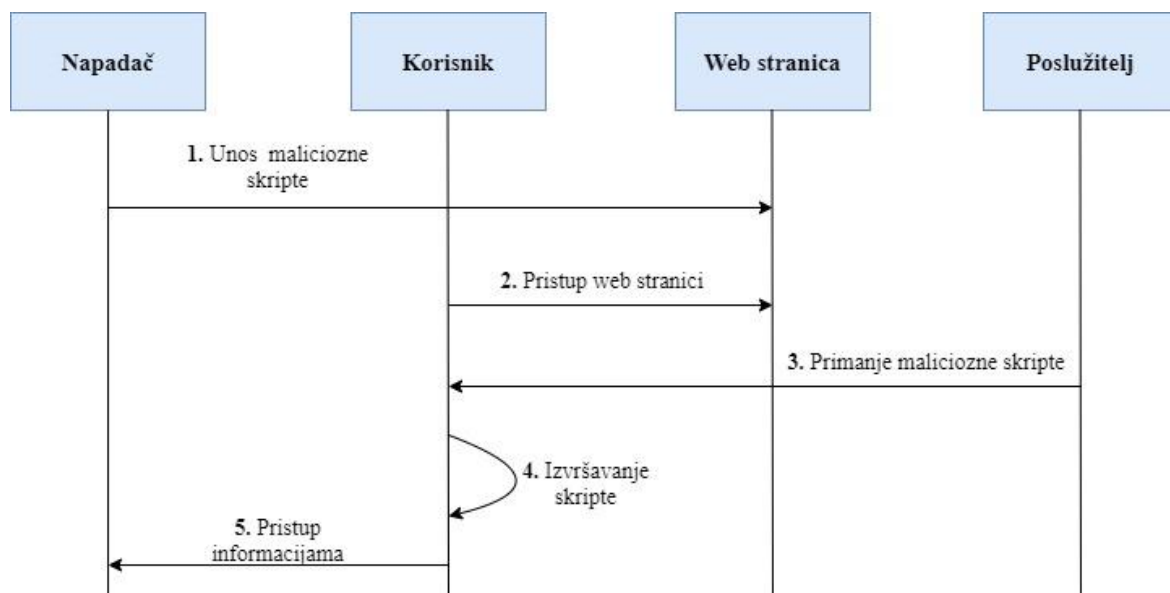 Napadač
Korisnik
Web stranica
Poslužitelj
1. Unos maliciozne
skripte
2. Pristup web stranici
3. Primanje maliciozne skripte
4. Izvršavanje
skripte
5. Pristup
informacijama